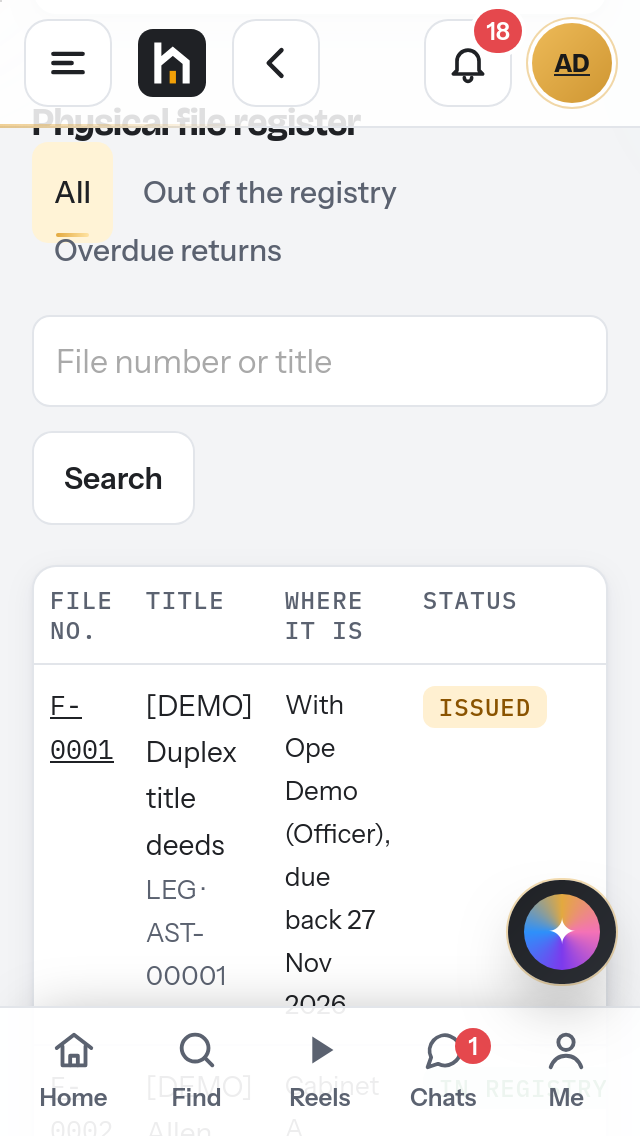 18
AD
Physical file register
All
Out of the registry
Overdue returns
File number or title
Search
FILE NO.
TITLE
WHERE IT IS
STATUS
F-
0001
[DEMO]
Duplex
title
deeds
LEG ·
AST-
00001
With
Ope
Demo
(Officer),
due
back 27
Nov
2026
ISSUED
F-
0002
[DEMO]
Allen
Cabinet
A
IN REGISTRY
Home
Find
Reels
Chats
1
Me